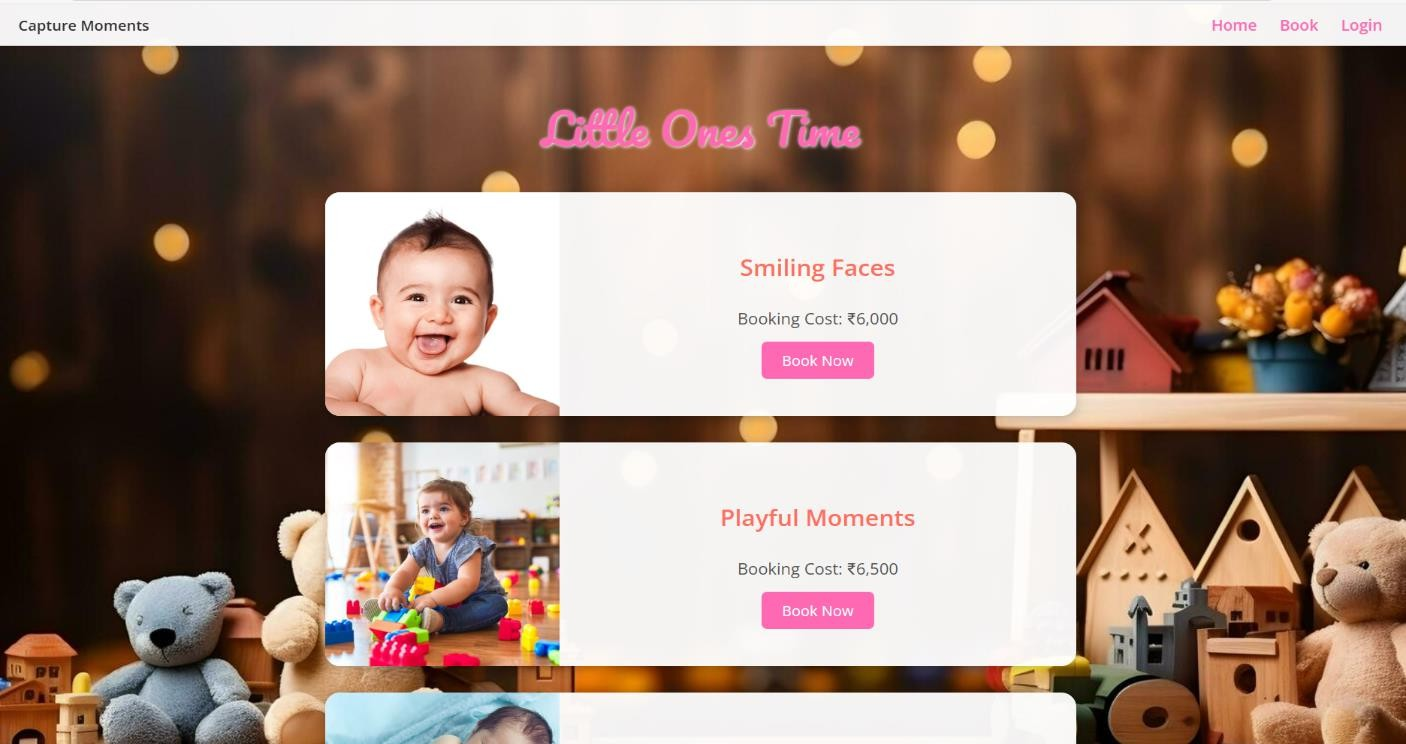 Capture Moments
Home Book Login
Little Ones Time
Smiling Faces
Booking Cost: ₹6,000
Book Now
Playful Moments
Booking Cost: ₹6,500
Book Now